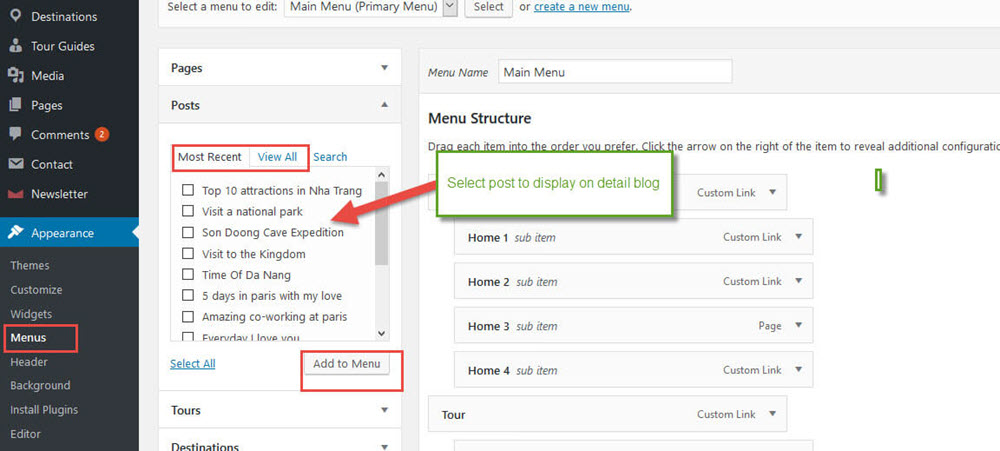 Destinations
Tour Guides
Media
Pages
Comments 2
Contact
Newsletter
Appearance
Themes
Customize
Widgets
Menus
Header
Background
Install Plugins
Editor
Select a menu to edit: Main Menu (Primary Menu) Select or create a new menu.
Pages
Posts
Most Recent View All Search
Top 10 attractions in Nha Trang
Visit a national park
Son Doong Cave Expedition
Visit to the Kingdom
Time Of Da Nang
5 days in paris with my love
Amazing co-working at paris
Everyday I love you
Select All Add to Menu
Tours
Destinations
Menu Name Main Menu
Menu Structure
Drag each item into the order you prefer. Click the arrow on the right of the item to reveal additional configuratio
Select post to display on detail blog
Custom Link
Home 1 sub item Custom Link
Home 2 sub item Custom Link
Home 3 sub item Page
Home 4 sub item Custom Link
Tour Custom Link